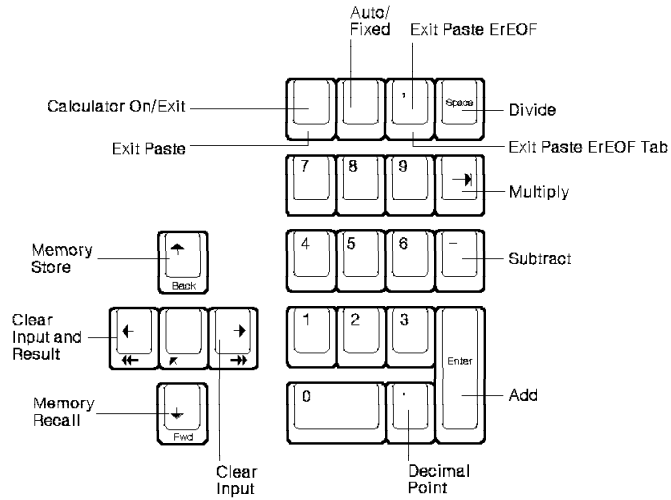 Auto/
Fixed
Exit Paste ErEOF
Calculator On/Exit
,
Space
Divide
Exit Paste
Exit Paste ErEOF Tab
7 8 9
Multiply
4 5 6 -
Subtract
Memory
Store
Back
Clear
Input and
Result
1 2 3
Enter
Add
Memory
Recall
Fwd
0 .
Clear
Input
Decimal
Point